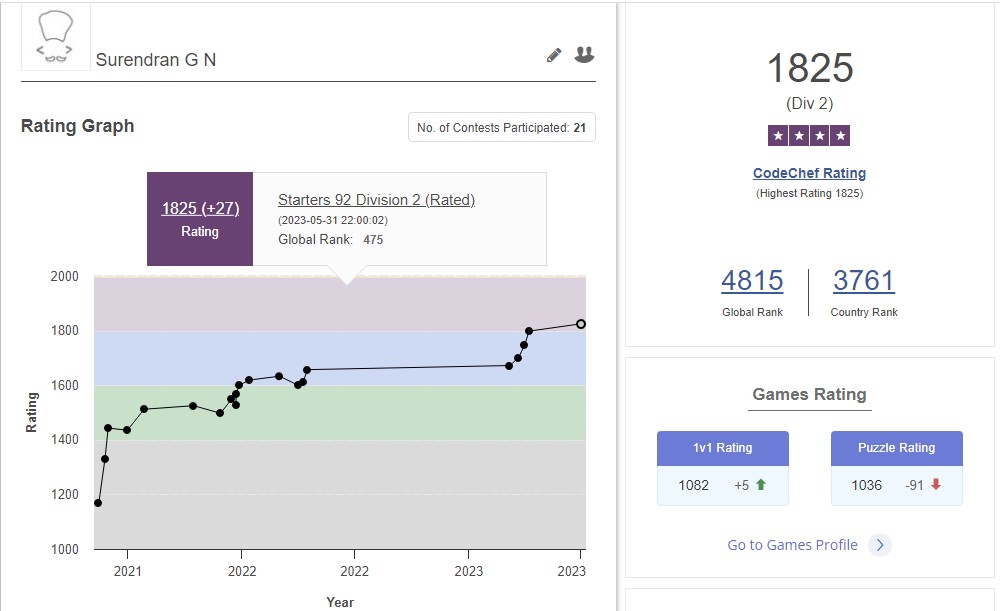 Surendran G N
Rating Graph
No. of Contests Participated: 21
1825 (+27)
Rating
Starters 92 Division 2 (Rated)
(2023-05-31 22:00:02)
Global Rank: 475
2000
1800
1600
1400
1200
1000
Rating
2021
2022
2022
2023
2023
Year
1825
(Div 2)
CodeChef Rating
(Highest Rating 1825)
4815
Global Rank
3761
Country Rank
Games Rating
1v1 Rating
1082 +5
Puzzle Rating
1036 -91
Go to Games Profile